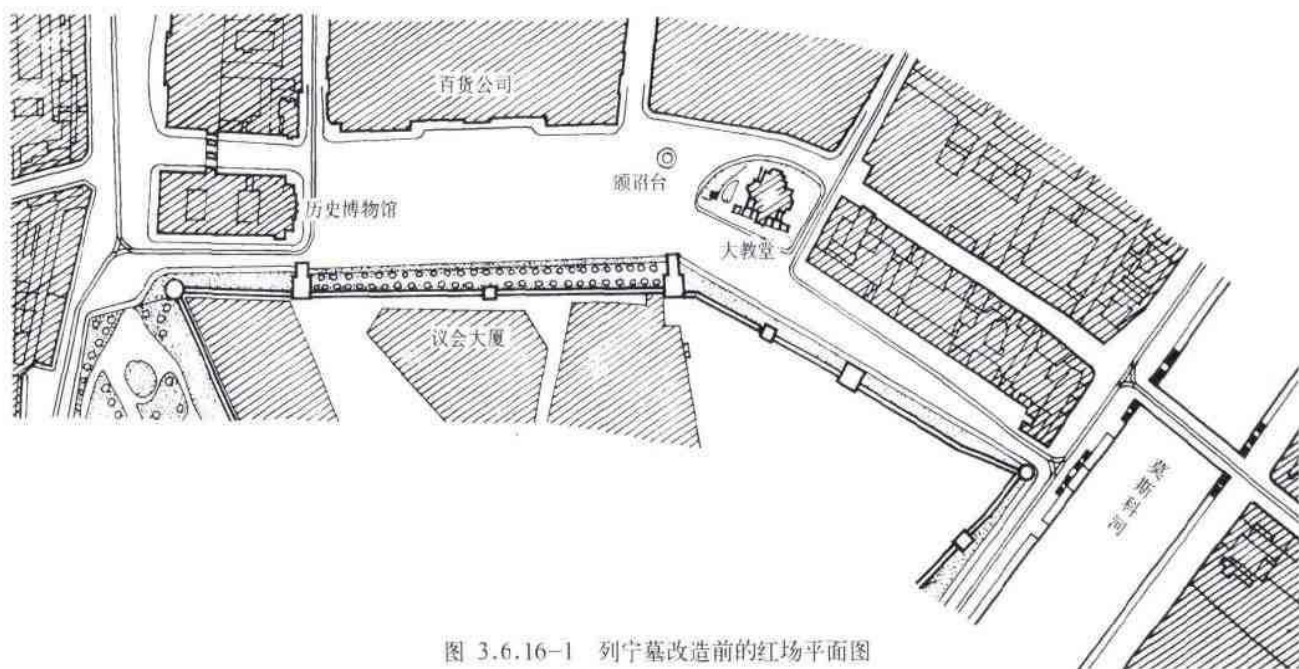 百货公司
颁诏台
历史博物馆
大教堂
议会大厦
莫斯科河
图 3.6.16-1 列宁墓改造前的红场平面图